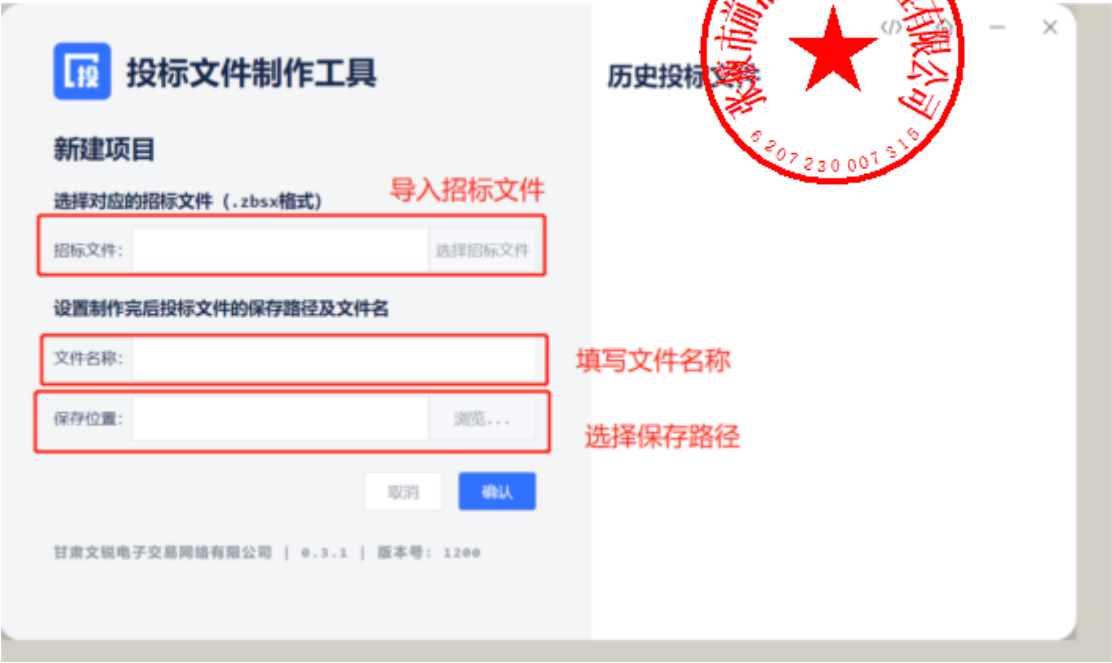 投
投标文件制作工具
历史投标文件
新建项目
选择对应的招标文件（.zbsx格式）
导入招标文件
招标文件：
选择招标文件
设置制作完后投标文件的保存路径及文件名
文件名称：
填写文件名称
保存位置：
浏览...
选择保存路径
取消
确认
甘肃文锐电子交易网络有限公司 | 0.3.1 | 版本号：1200
有限公司
6207230007315